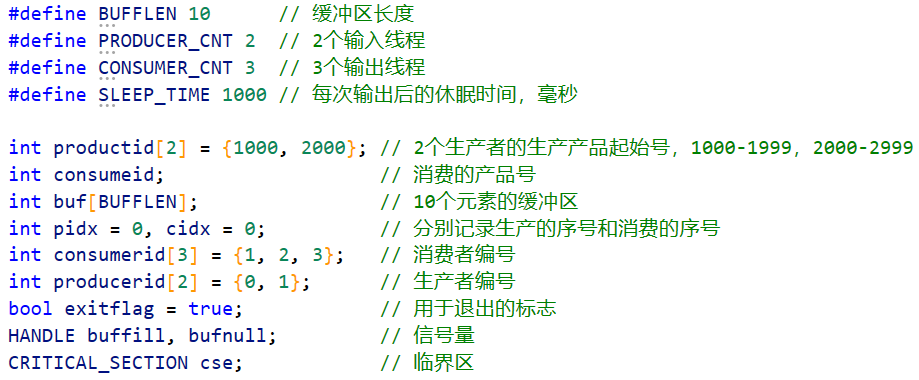 #define BUFFLEN 10      // 缓冲区长度
#define PRODUCER_CNT 2  // 2个输入线程
#define CONSUMER_CNT 3  // 3个输出线程
#define SLEEP_TIME 1000 // 每次输出后的休眠时间，毫秒

int productid[2] = {1000, 2000}; // 2个生产者的生产产品起始号，1000-1999，2000-2999
int consumeid;                   // 消费的产品号
int buf[BUFFLEN];                // 10个元素的缓冲区
int pidx = 0, cidx = 0;          // 分别记录生产的序号和消费的序号
int consumerid[3] = {1, 2, 3};   // 消费者编号
int producerid[2] = {0, 1};      // 生产者编号
bool exitflag = true;            // 用于退出的标志
HANDLE buffill, bufnull;         // 信号量
CRITICAL_SECTION cse;            // 临界区